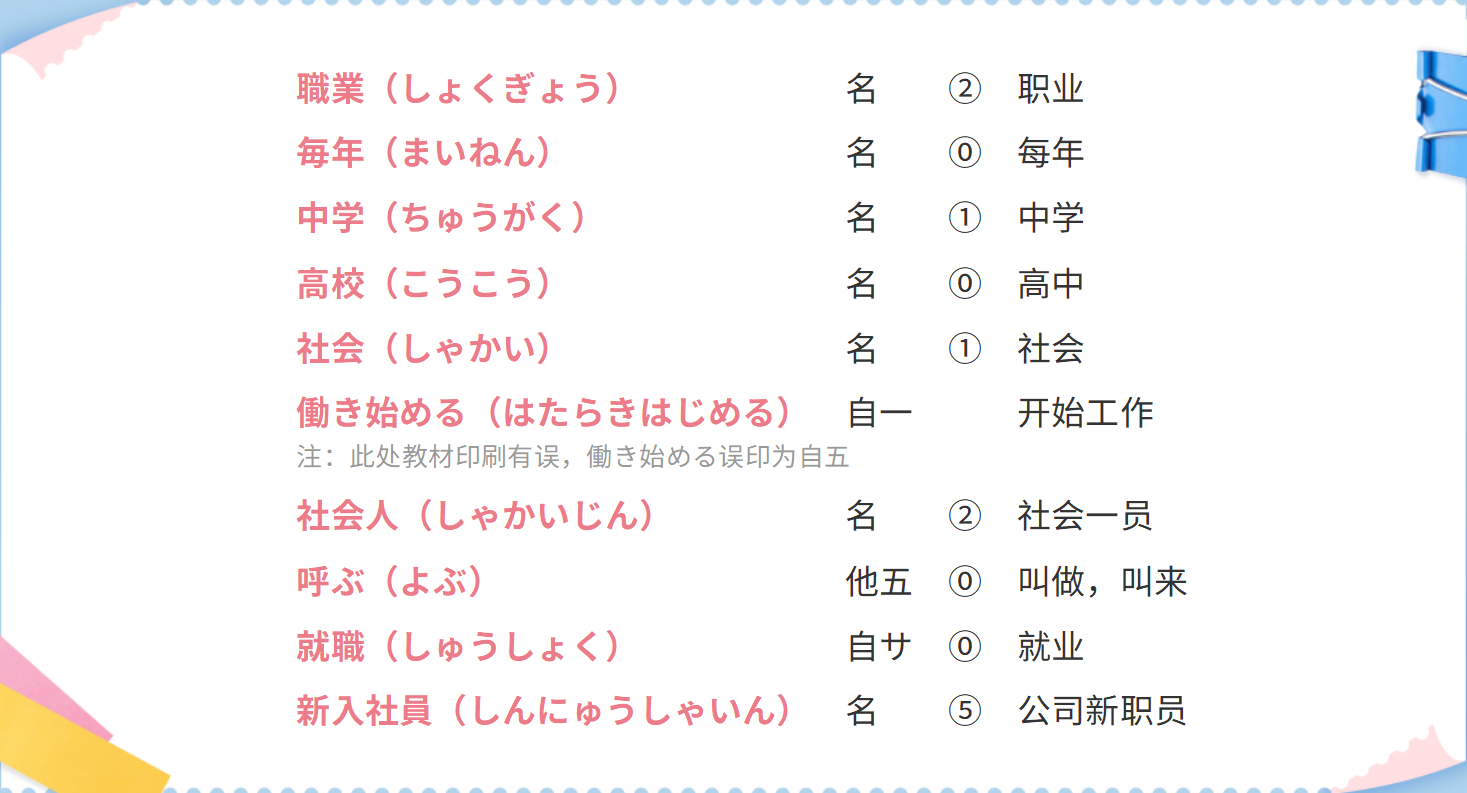 職業（しょくぎょう） 名 ② 职业
毎年（まいねん） 名 ⓪ 每年
中学（ちゅうがく） 名 ① 中学
高校（こうこう） 名 ⓪ 高中
社会（しゃかい） 名 ① 社会
働き始める（はたらきはじめる） 自一 开始工作
注：此处教材印刷有误，働き始める误印为自五
社会人（しゃかいじん） 名 ② 社会一员
呼ぶ（よぶ） 他五 ⓪ 叫做，叫来
就職（しゅうしょく） 自サ ⓪ 就业
新入社員（しんにゅうしゃいん） 名 ⑤ 公司新职员